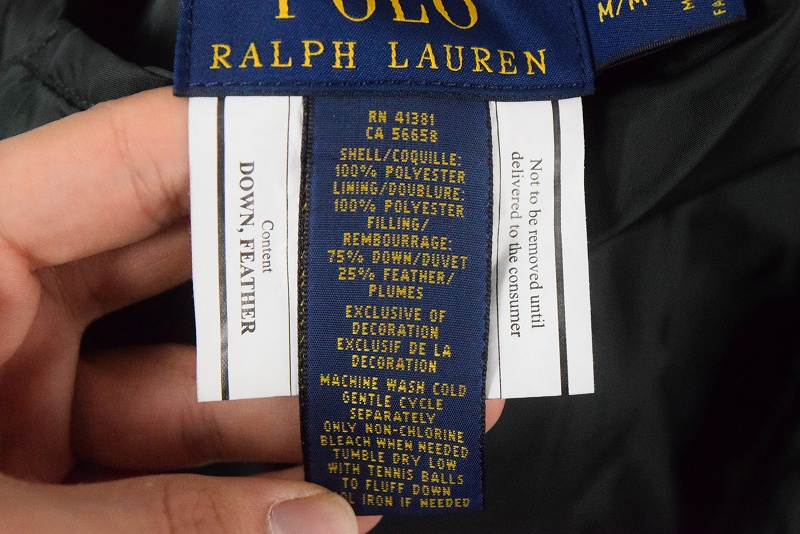 POLO
RALPH LAUREN
M/M
RN 41381
CA 56658
SHELL/COQUILLE:
100% POLYESTER
LINING/DOUBLURE:
100% POLYESTER
FILLING/
REMBOURRAGE:
75% DOWN/DUVET
25% FEATHER/
PLUMES
EXCLUSIVE OF
DECORATION
EXCLUSIF DE LA
DECORATION
MACHINE WASH COLD
GENTLE CYCLE
SEPARATELY
ONLY NON-CHLORINE
BLEACH WHEN NEEDED
TUMBLE DRY LOW
WITH TENNIS BALLS
TO FLUFF DOWN
IRON IF NEEDED
Content
DOWN, FEATHER
Not to be removed until
delivered to the consumer